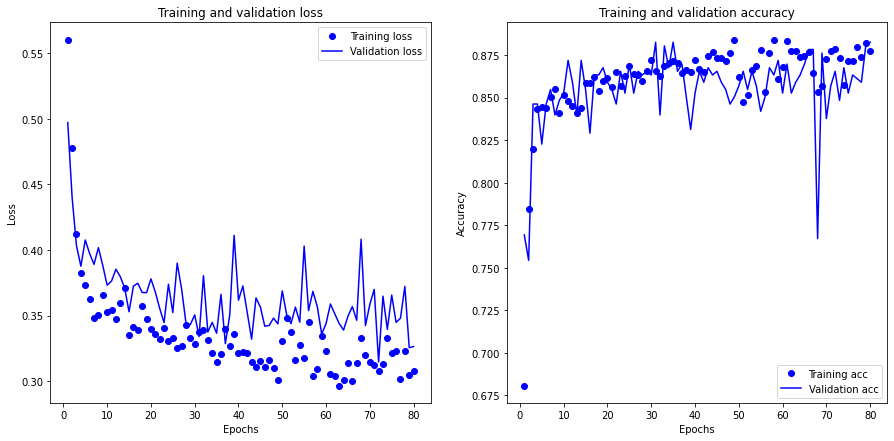 Training and validation loss
Training loss
Validation loss
0.55
0.50
0.45
0.40
0.35
0.30
Loss
0 10 20 30 40 50 60 70 80
Epochs
Training and validation accuracy
0.875
0.850
0.825
0.800
0.775
0.750
0.725
0.700
0.675
Accuracy
Training acc
Validation acc
0 10 20 30 40 50 60 70 80
Epochs